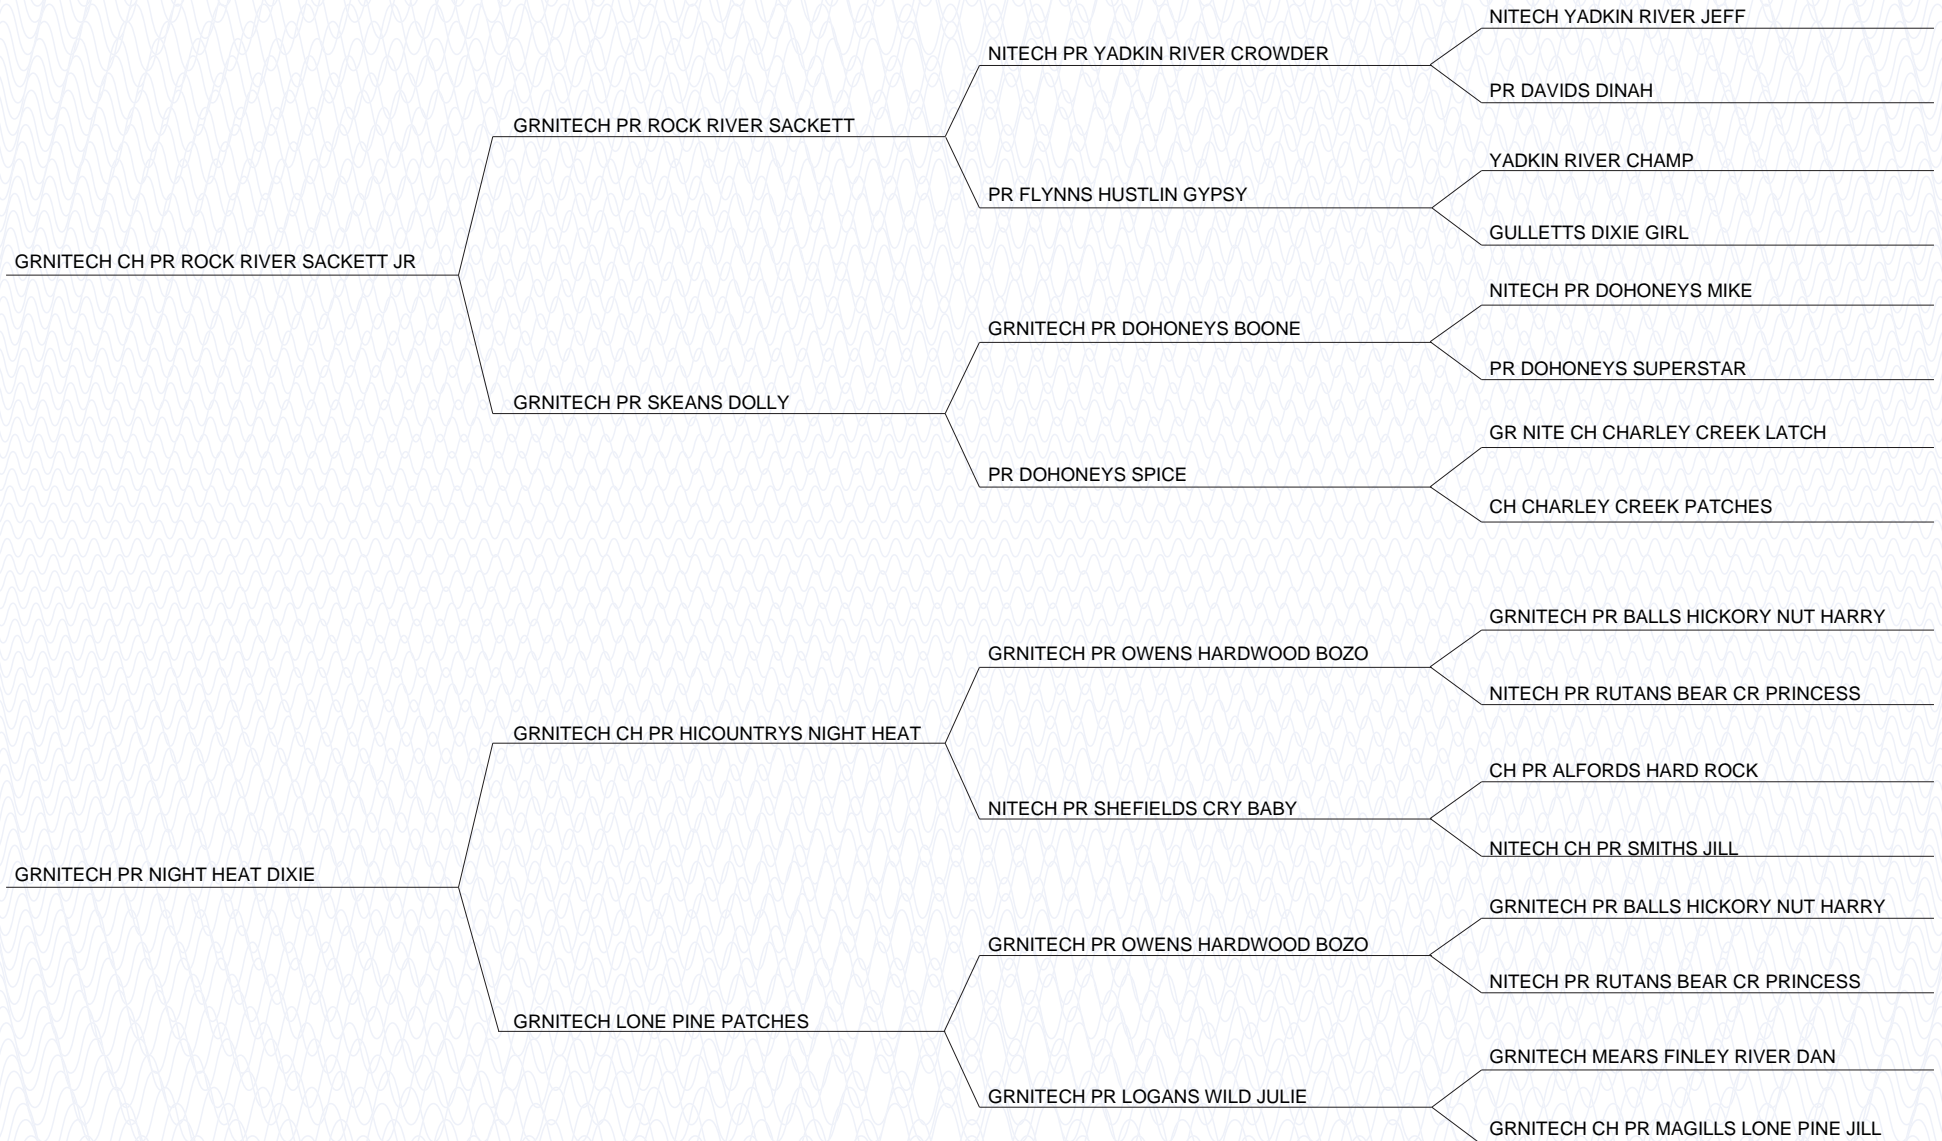 NITECH YADKIN RIVER JEFF
NITECH PR YADKIN RIVER CROWDER
PR DAVIDS DINAH
GRNITECH PR ROCK RIVER SACKETT
YADKIN RIVER CHAMP
PR FLYNNS HUSTLIN GYPSY
GULLETTS DIXIE GIRL
GRNITECH CH PR ROCK RIVER SACKETT JR
NITECH PR DOHONEYS MIKE
GRNITECH PR DOHONEYS BOONE
PR DOHONEYS SUPERSTAR
GRNITECH PR SKEANS DOLLY
GR NITE CH CHARLEY CREEK LATCH
PR DOHONEYS SPICE
CH CHARLEY CREEK PATCHES
GRNITECH PR BALLS HICKORY NUT HARRY
GRNITECH PR OWENS HARDWOOD BOZO
NITECH PR RUTANS BEAR CR PRINCESS
GRNITECH CH PR HICOUNTRYS NIGHT HEAT
CH PR ALFORDS HARD ROCK
NITECH PR SHEFIELDS CRY BABY
NITECH CH PR SMITHS JILL
GRNITECH PR NIGHT HEAT DIXIE
GRNITECH PR BALLS HICKORY NUT HARRY
GRNITECH PR OWENS HARDWOOD BOZO
NITECH PR RUTANS BEAR CR PRINCESS
GRNITECH LONE PINE PATCHES
GRNITECH MEARS FINLEY RIVER DAN
GRNITECH PR LOGANS WILD JULIE
GRNITECH CH PR MAGILLS LONE PINE JILL